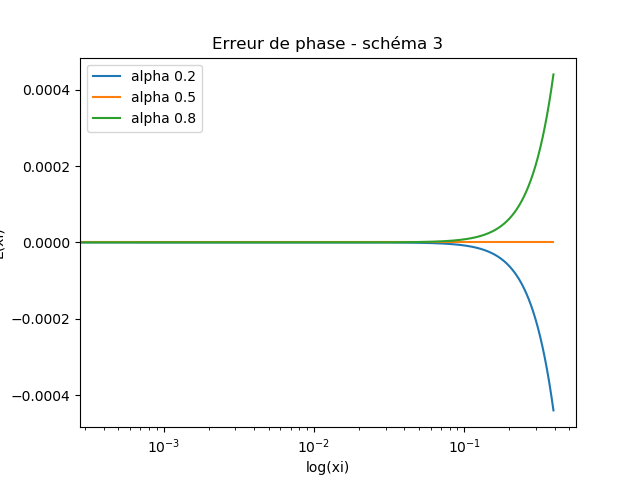 Erreur de phase - schéma 3
alpha 0.2
alpha 0.5
alpha 0.8
0.0004
0.0002
0.0000
−0.0002
−0.0004
10⁻³
10⁻²
10⁻¹
log(xi)